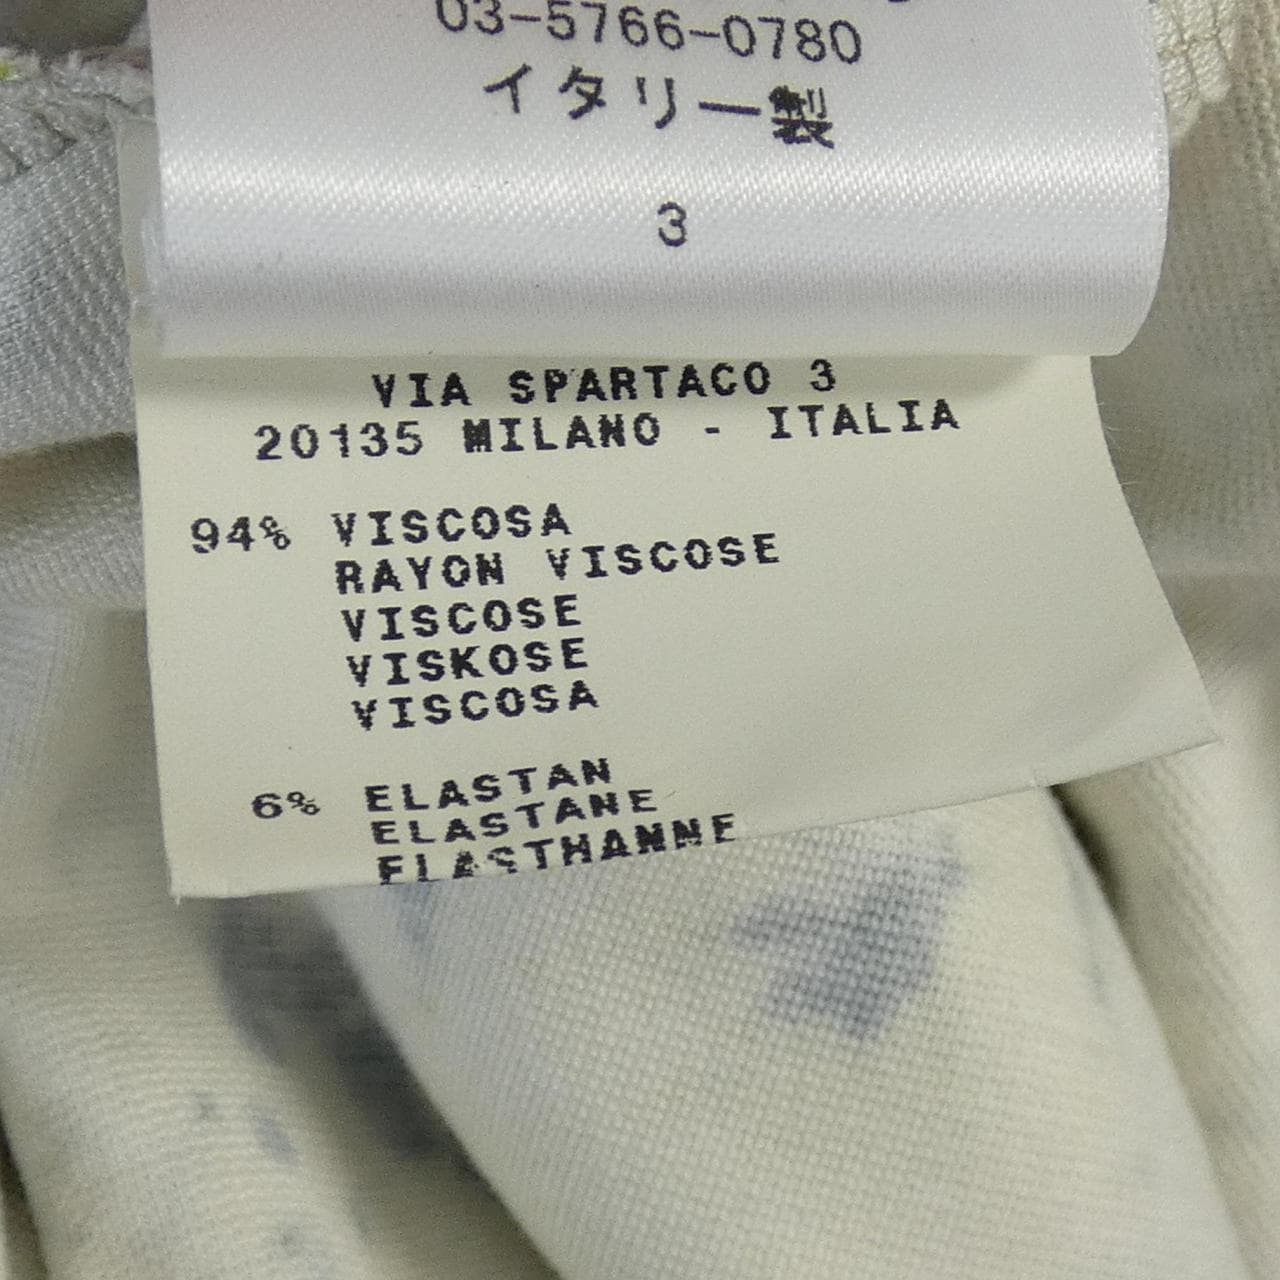 03-5766-0780
イタリー製
3
VIA SPARTACO 3
20135 MILANO - ITALIA
94% VISCOSA
RAYON VISCOSE
VISCOSE
VISKOSE
VISCOSA
6% ELASTAN
ELASTANE
ELASTHANNE